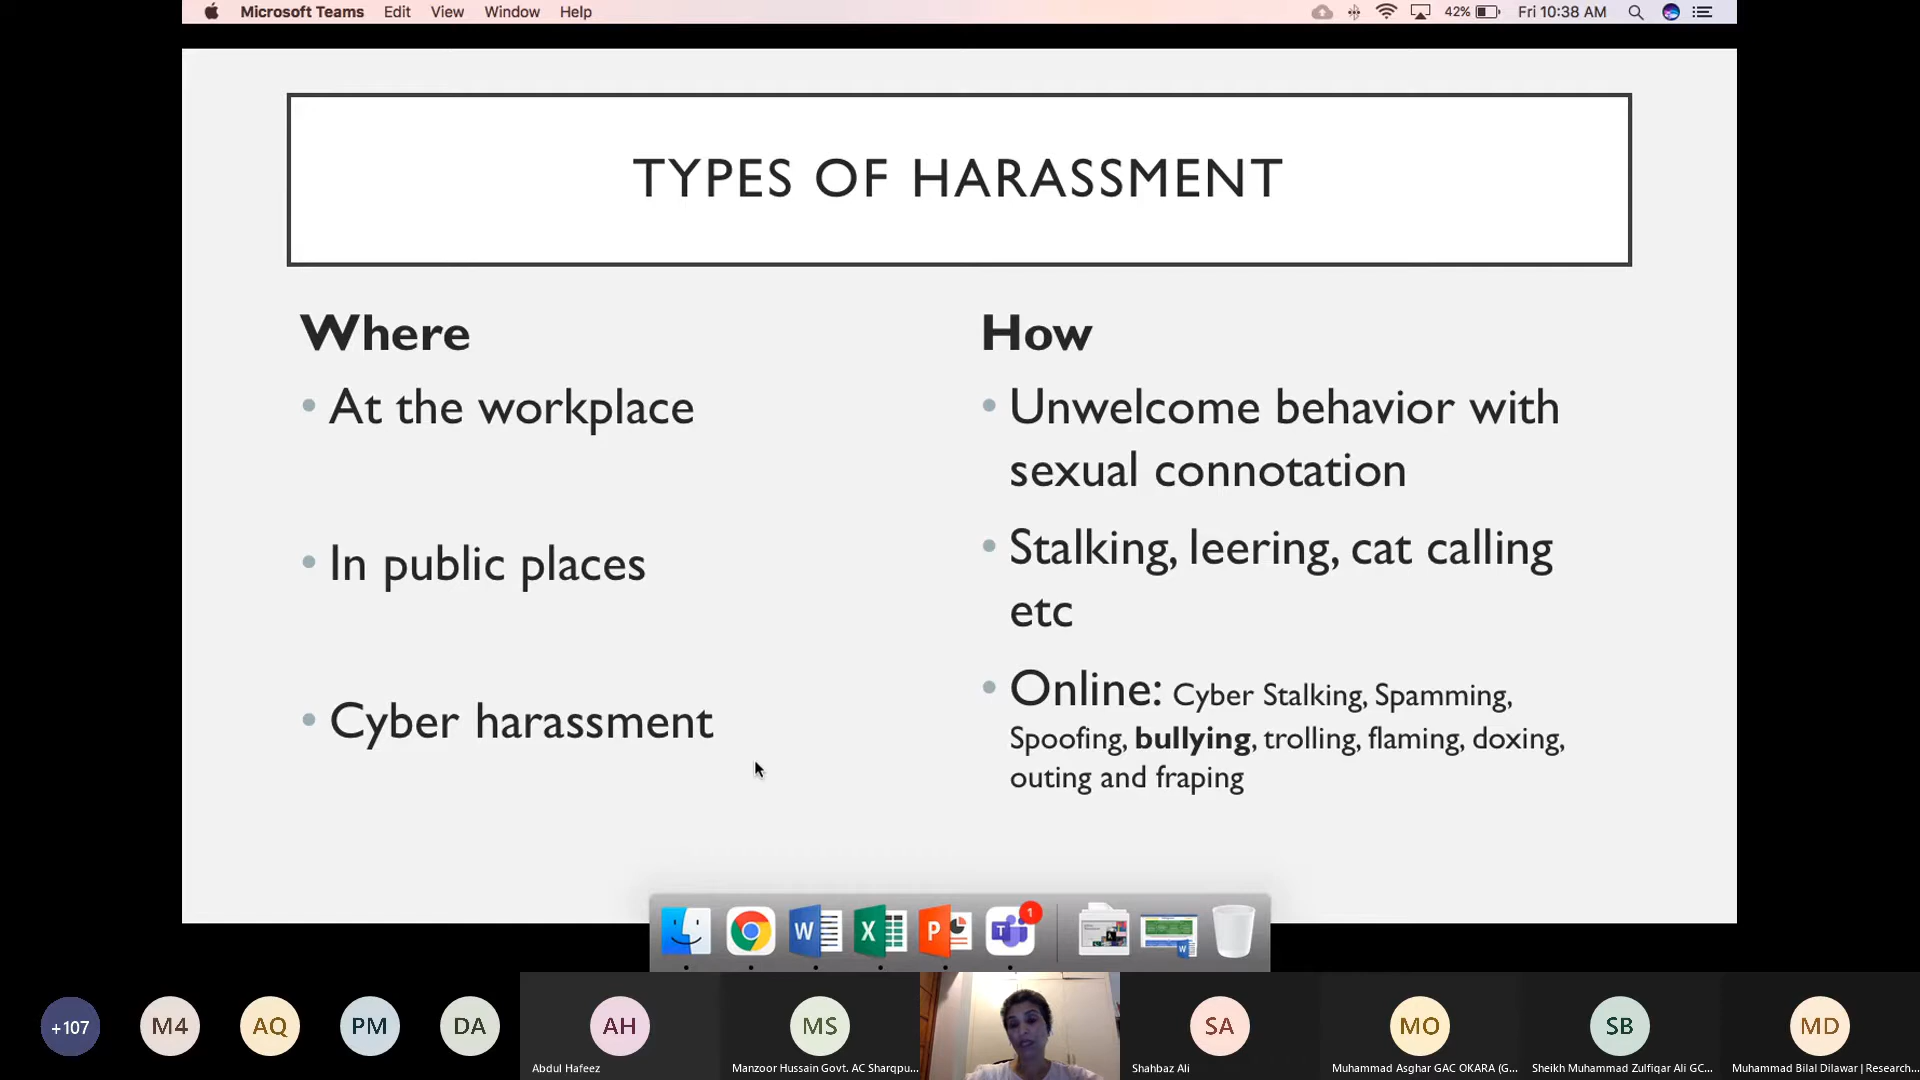 Microsoft Teams Edit View Window Help
42% Fri 10:38 AM
TYPES OF HARASSMENT
Where
• At the workplace
• In public places
• Cyber harassment
How
• Unwelcome behavior with
sexual connotation
• Stalking, leering, cat calling
etc
• Online: Cyber Stalking, Spamming,
Spoofing, bullying, trolling, flaming, doxing,
outing and fraping
W X P T 1
+107 M4 AQ PM DA AH MS SA MO SB MD
Abdul Hafeez
Manzoor Hussain Govt. AC Sharqpu...
Shahbaz Ali
Muhammad Asghar GAC OKARA (G...
Sheikh Muhammad Zulfiqar Ali GC...
Muhammad Bilal Dilawar | Research...